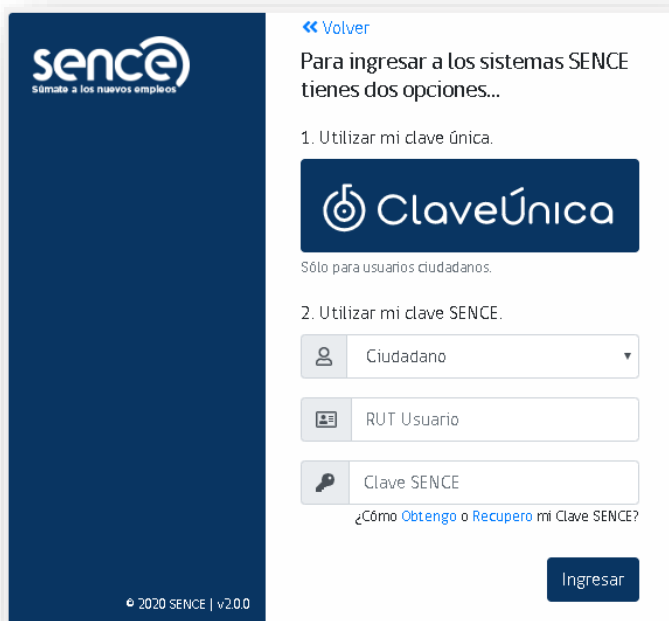 sence
Súmate a los nuevos empleos
Volver
Para ingresar a los sistemas SENCE
tienes dos opciones...
1. Utilizar mi clave única.
ClaveÚnica
Sólo para usuarios ciudadanos.
2. Utilizar mi clave SENCE.
Ciudadano
RUT Usuario
Clave SENCE
¿Cómo Obtengo o Recupero mi Clave SENCE?
Ingresar
© 2020 SENCE | v2.0.0